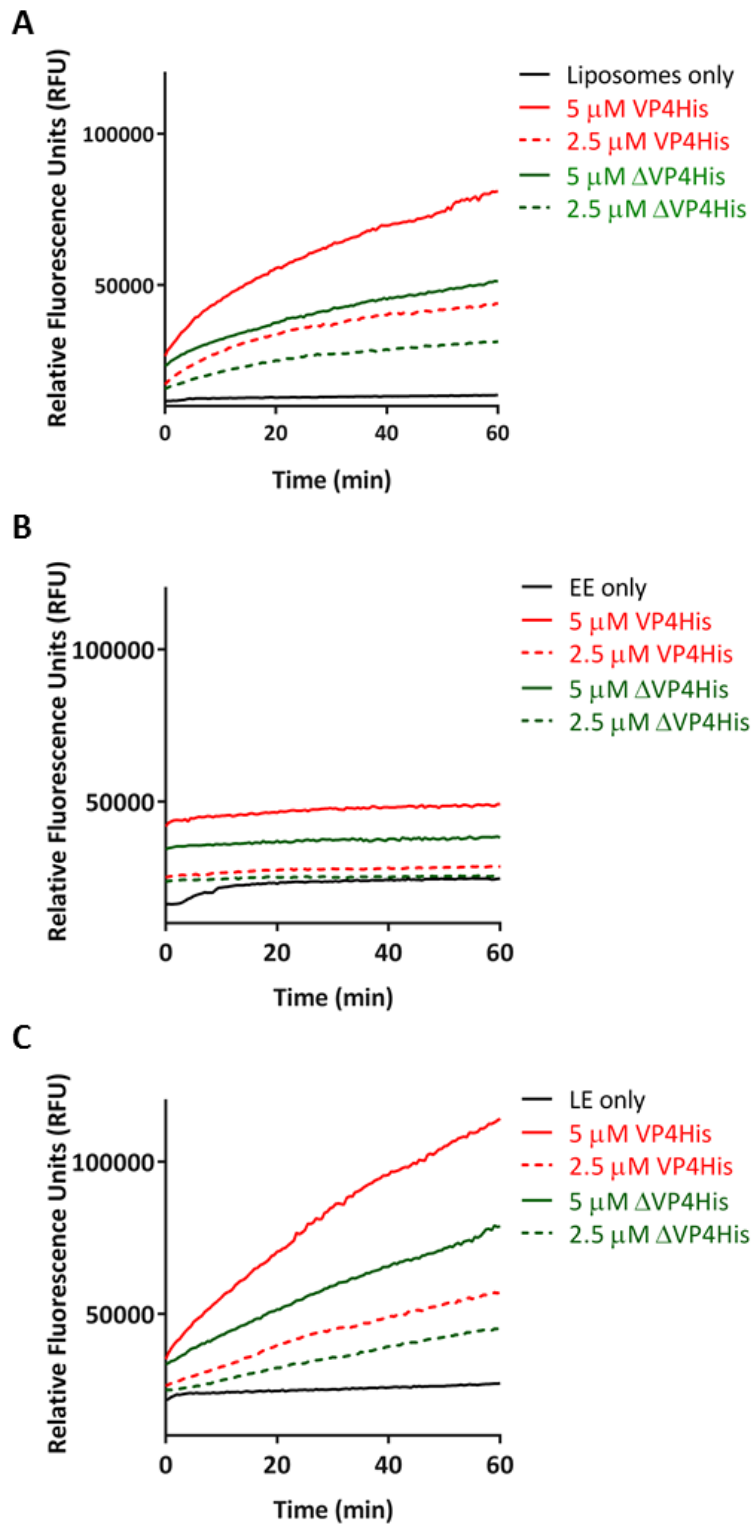 A
Relative Fluorescence Units (RFU)
100000
50000
0
20
40
60
Time (min)
Liposomes only
5 μM VP4His
2.5 μM VP4His
5 μM ΔVP4His
2.5 μM ΔVP4His
B
Relative Fluorescence Units (RFU)
100000
50000
0
20
40
60
Time (min)
EE only
5 μM VP4His
2.5 μM VP4His
5 μM ΔVP4His
2.5 μM ΔVP4His
C
Relative Fluorescence Units (RFU)
100000
50000
0
20
40
60
Time (min)
LE only
5 μM VP4His
2.5 μM VP4His
5 μM ΔVP4His
2.5 μM ΔVP4His